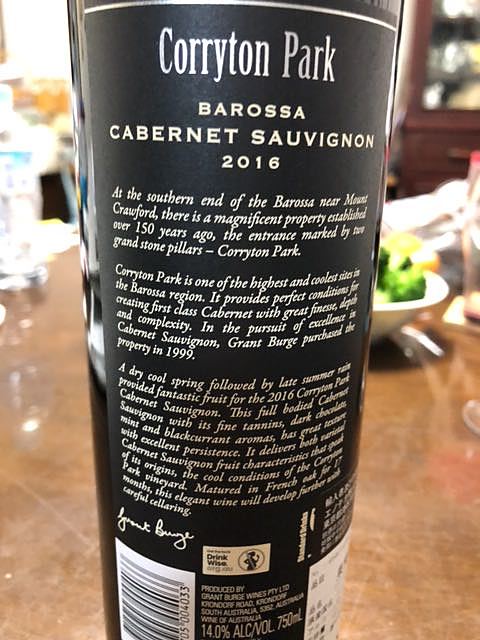 Corryton Park
BAROSSA
CABERNET SAUVIGNON
2016
At the southern end of the Barossa near Mount
Crawford, there is a magnificent property established
over 150 years ago, the entrance marked by two
grand stone pillars – Corryton Park.
Corryton Park is one of the highest and coolest sites in
the Barossa region. It provides perfect conditions for
creating first class Cabernet with great finesse, depth
and complexity. In the pursuit of excellence in
Cabernet Sauvignon, Grant Burge purchased the
property in 1999.
A dry cool spring followed by late summer rain
provided fantastic fruit for the 2016 Corryton Park
Cabernet Sauvignon. This full bodied Cabernet
Sauvignon with its fine tannins, dark chocolate,
mint and blackcurrant aromas, has great texture
with excellent persistence. It delivers both varietal
Cabernet Sauvignon fruit characteristics that speak
of its origins, the cool conditions of the Corryton
Park vineyard. Matured in French oak for
months, this elegant wine will develop further with
careful cellaring.
Grant Burge
Drink
Wise.
Standard Drinks
PRODUCED BY
GRANT BURGE WINES PTY LTD
KRONDORF ROAD, KRONDORF
SOUTH AUSTRALIA, 5352, AUSTRALIA
WINE OF AUSTRALIA
14.0% ALC/VOL 750ml